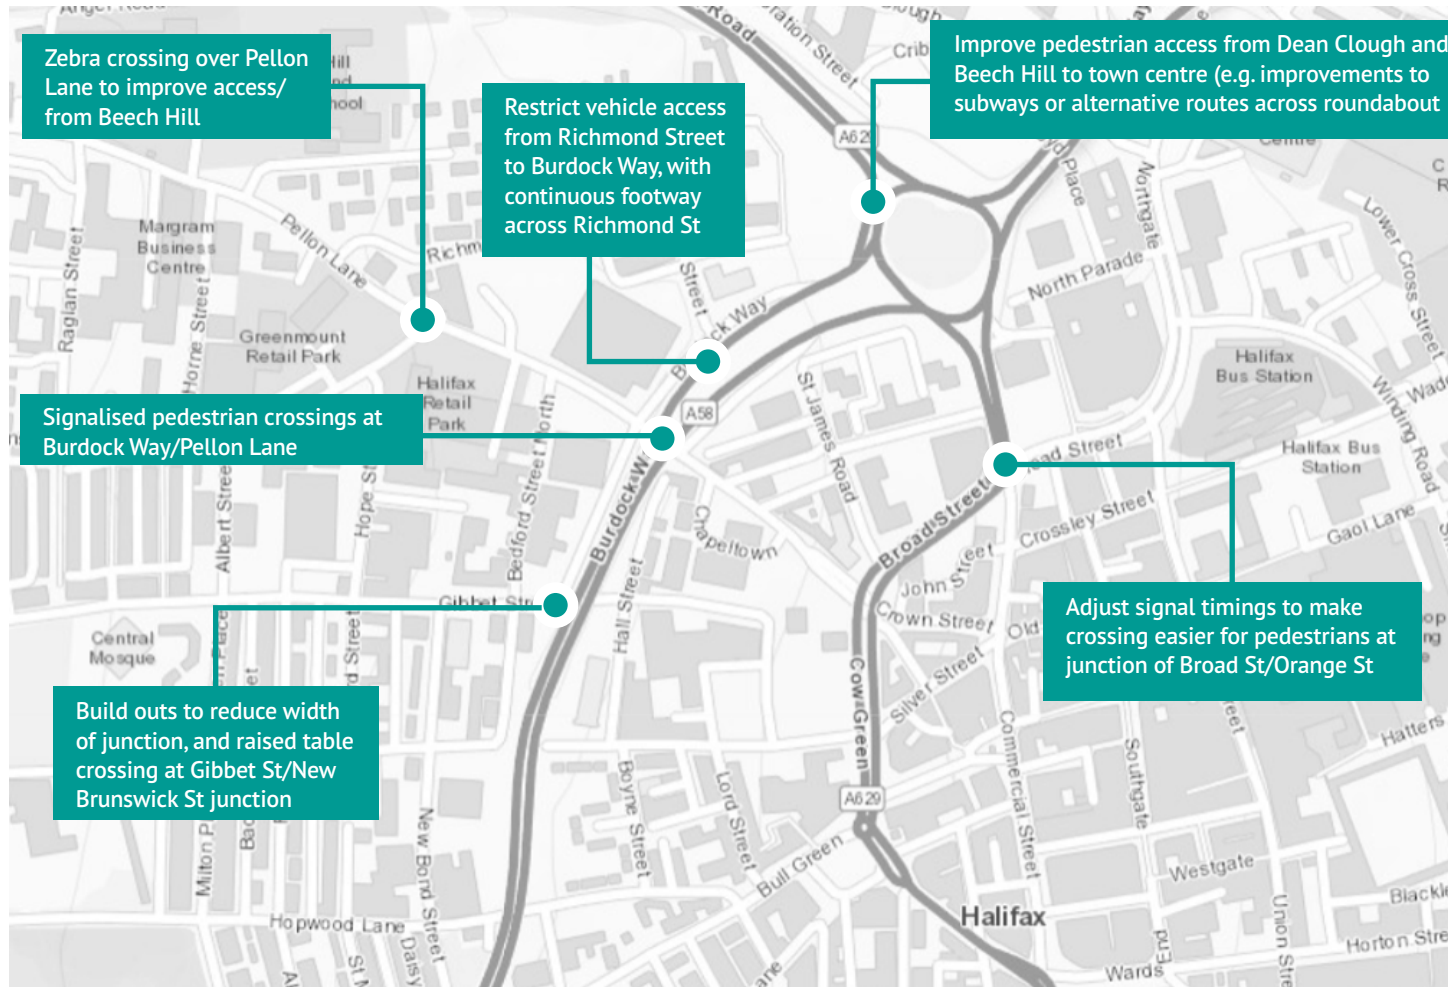 Road
Zebra crossing over Pellon
Lane to improve access/
from Beech Hill
Restrict vehicle access
from Richmond Street
to Burdock Way, with
continuous footway
across Richmond St
Improve pedestrian access from Dean Clough and
Beech Hill to town centre (e.g. improvements to
subways or alternative routes across roundabout
Signalised pedestrian crossings at
Burdock Way/Pellon Lane
Build outs to reduce width
of junction, and raised table
crossing at Gibbet St/New
Brunswick St junction
Adjust signal timings to make
crossing easier for pedestrians at
junction of Broad St/Orange St
Street
Centre
Place
Northgate
Lower Cross Street
North Parade
Margram
Business
Centre
Pellon Lane
Raglan Street
Horne Street
Greenmount
Retail Park
Halifax
Retail
Park
Street
Way
A58
St James Road
Halifax
Bus Station
Halifax Bus
Station
Winding Road
Gaol Lane
Street
Broad Street
Crossley Street
John Street
Crown Street
Silver Street
Cow Green
Chapeltown
Burdock
Hall Street
Bedford Street North
Gibbet
Central
Mosque
Street
Boyne Street
Lord Street
New Bond Street
Bull Green
A629
Commercial Street
Southgate
Westgate
Hopwood Lane
Halifax
Wards
End
Union
Horton
Hatters
Old